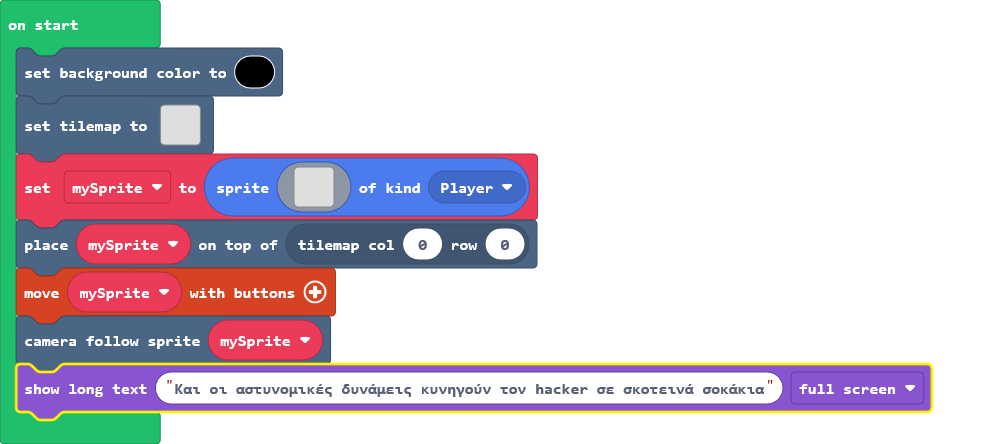 on start
set background color to
set tilemap to
set mySprite to sprite of kind Player
place mySprite on top of tilemap col 0 row 0
move mySprite with buttons
camera follow sprite mySprite
show long text "Και οι αστυνομικές δυνάμεις κυνηγούν τον hacker σε σκοτεινά σοκάκια" full screen